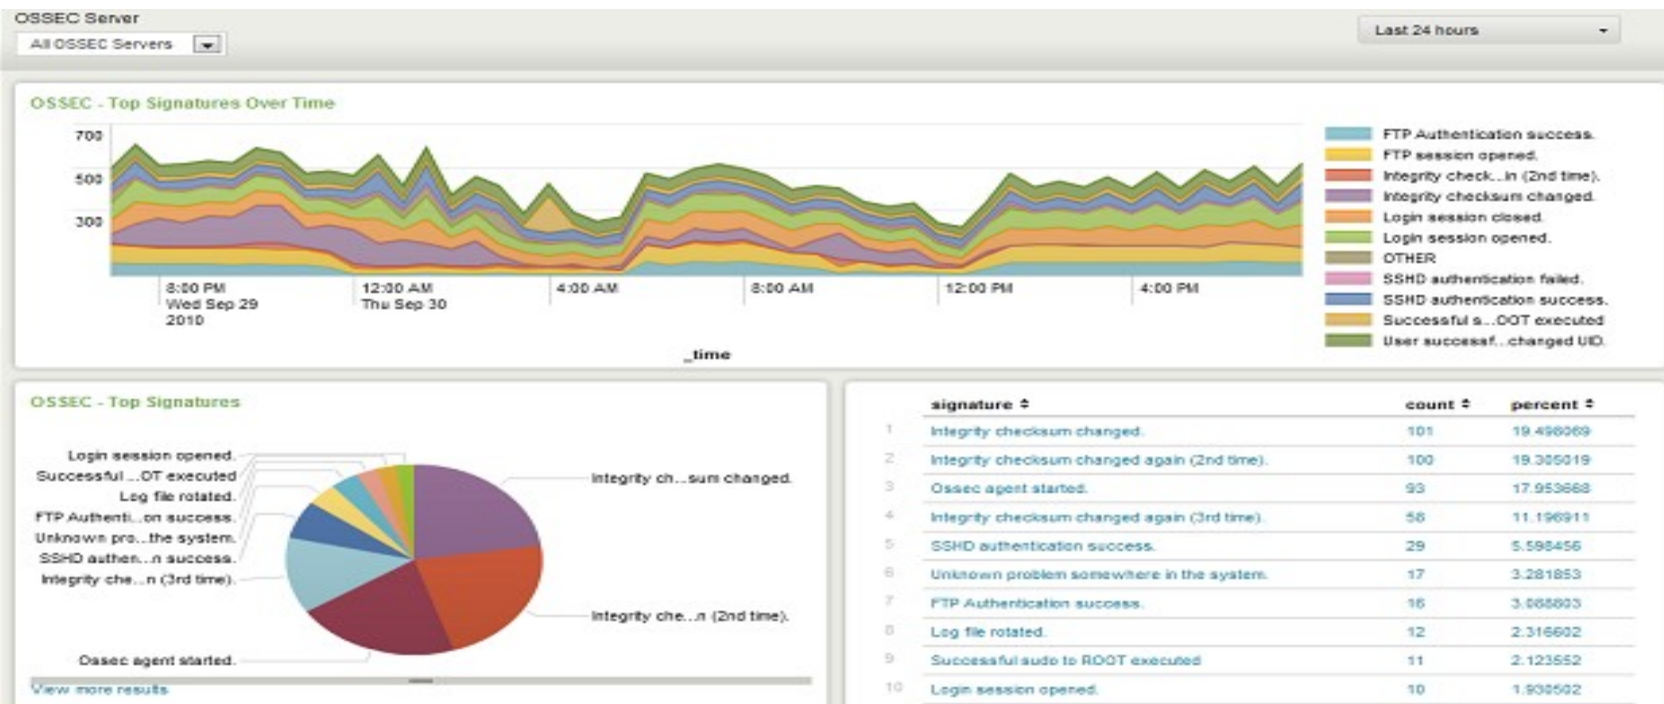 OSSEC Server
All OSSEC Servers
Last 24 hours
OSSEC - Top Signatures Over Time
700
500
300
8:00 PM
Wed Sep 29
2010
12:00 AM
Thu Sep 30
4:00 AM
8:00 AM
12:00 PM
4:00 PM
_time
FTP Authentication success.
FTP session opened.
Integrity check...in (2nd time).
Integrity checksum changed.
Login session closed.
Login session opened.
OTHER
SSHD authentication failed.
SSHD authentication success.
Successful s...OOT executed
User successf...changed UID.
OSSEC - Top Signatures
Login session opened.
Successful ...OT executed
Log file rotated.
FTP Authenti...on success.
Unknown pro...the system.
SSHD authen...n success.
Integrity che...n (3rd time).
Ossec agent started.
Integrity ch...sum changed.
Integrity che...n (2nd time).
View more results
signature count percent
1 Integrity checksum changed. 101 19.498069
2 Integrity checksum changed again (2nd time). 100 19.305019
3 Ossec agent started. 93 17.953668
4 Integrity checksum changed again (3rd time). 58 11.196911
5 SSHD authentication success. 29 5.598456
6 Unknown problem somewhere in the system. 17 3.281853
7 FTP Authentication success. 16 3.088803
8 Log file rotated. 12 2.316602
9 Successful sudo to ROOT executed 11 2.123552
10 Login session opened. 10 1.930502